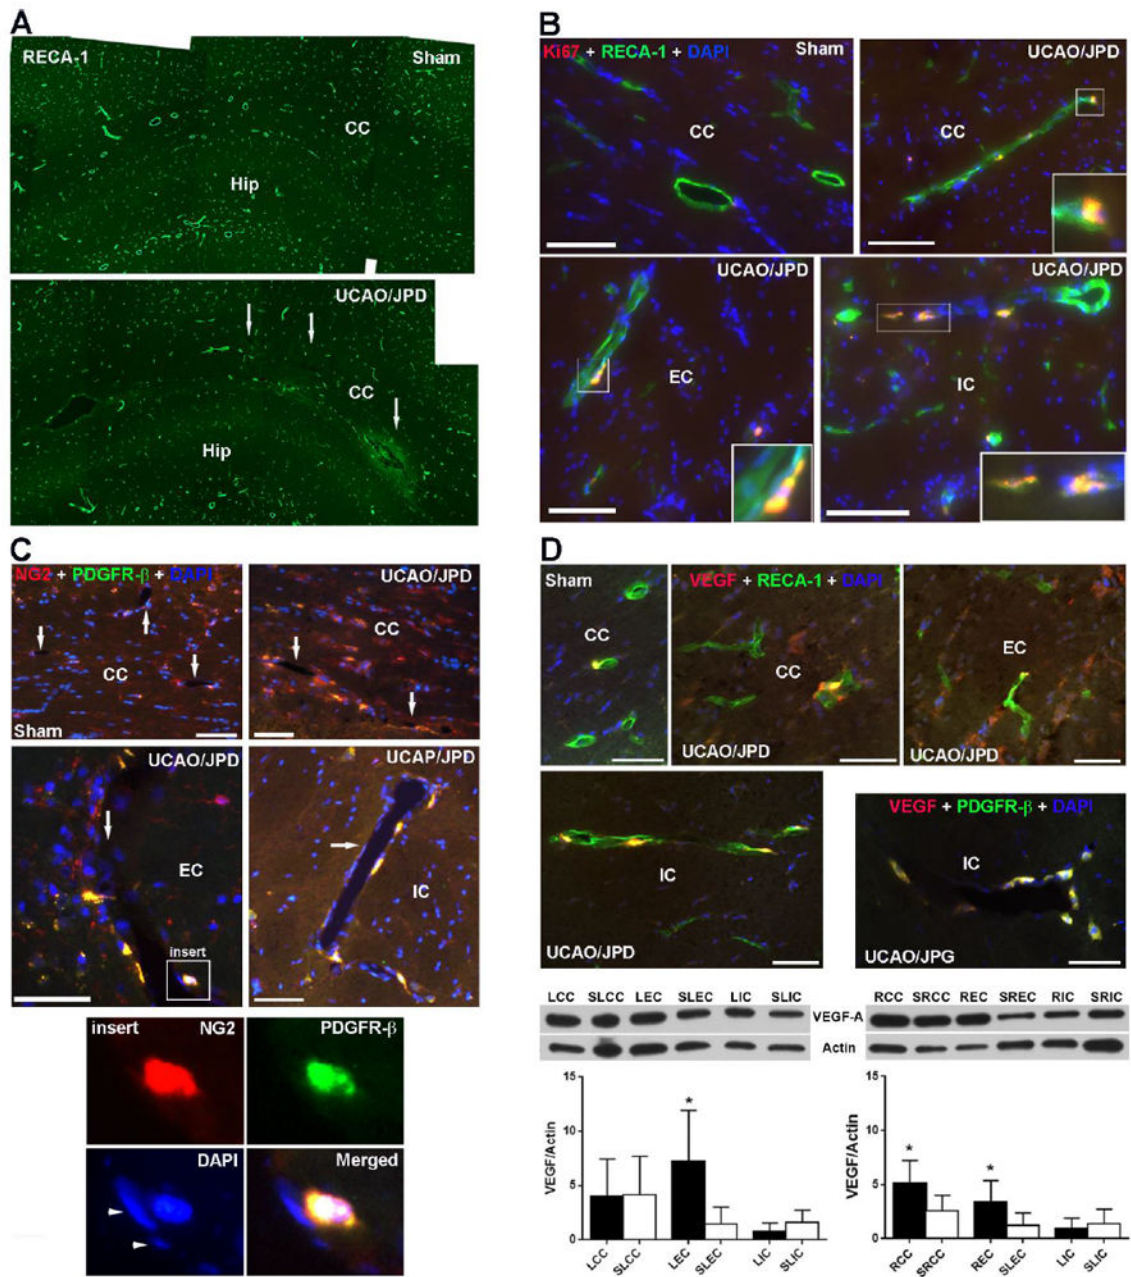 A
RECA-1
Sham
CC
Hip
UCAO/JPD
CC
Hip
B
Ki67 + RECA-1 + DAPI
Sham
CC
UCAO/JPD
CC
UCAO/JPD
EC
UCAO/JPD
IC
C
NG2 + PDGFR-β + DAPI
CC
Sham
UCAO/JPD
CC
UCAO/JPD
EC
insert
UCAP/JPD
IC
insert NG2
PDGFR-β
DAPI
Merged
D
Sham
CC
VEGF + RECA-1 + DAPI
CC
UCAO/JPD
EC
UCAO/JPD
IC
UCAO/JPD
VEGF + PDGFR-β + DAPI
IC
UCAO/JPG
LCC SLCC LEC SLEC LIC SLIC
VEGF-A
Actin
RCC SRCC REC SREC RIC SRIC
VEGF/Actin
15
10
5
0
*
LCC SLCC LEC SLEC LIC SLIC
VEGF/Actin
15
10
5
0
* *
RCC SRCC REC SLEC LIC SLIC